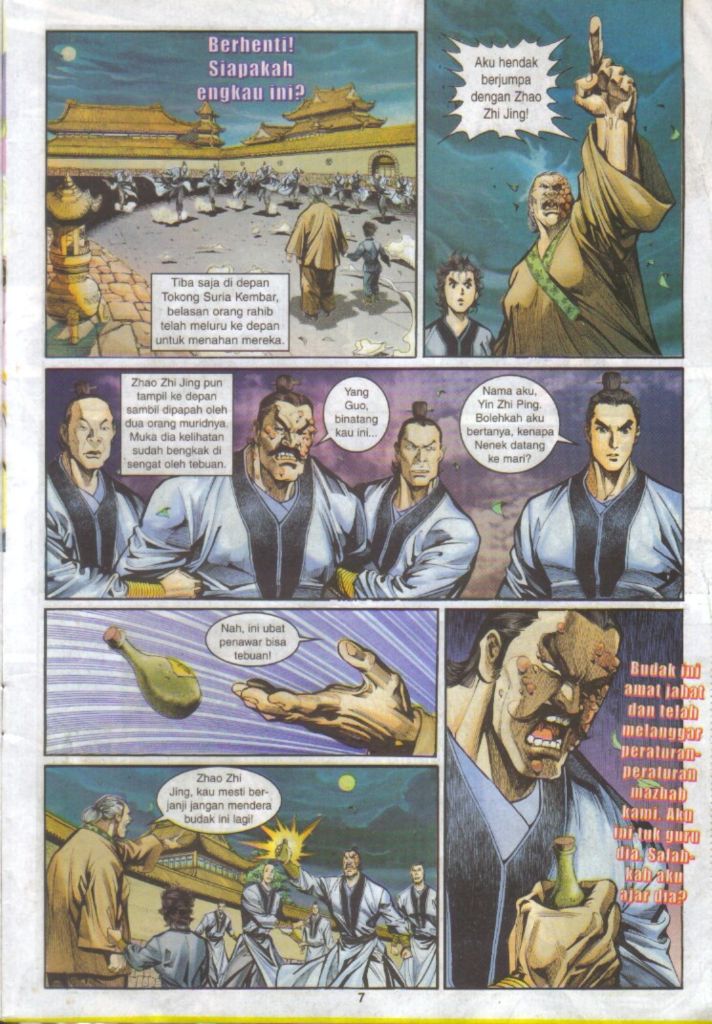 Berhenti!
Siapakah
engkau ini?
Aku hendak
berjumpa
dengan Zhao
Zhi Jing!
Tiba saja di depan
Tokong Suria Kembar,
belasan orang rahib
telah meluru ke depan
untuk menahan mereka.
Zhao Zhi Jing pun
tampil ke depan
sambil dipapah oleh
dua orang muridnya.
Muka dia kelihatan
sudah bengkak di
sengat oleh tebuan.
Yang
Guo,
binatang
kau ini...
Nama aku,
Yin Zhi Ping.
Bolehkah aku
bertanya, kenapa
Nenek datang
ke mari?
Nah, ini ubat
penawar bisa
tebuan!
Budak ini
amat jahat
dan telah
melanggar
peraturan-
peraturan
mazhab
kami. Aku
ini tuk guru
dia. Salah-
kah aku
ajar dia?
Zhao Zhi
Jing, kau mesti ber-
janji jangan mendera
budak ini lagi!
7